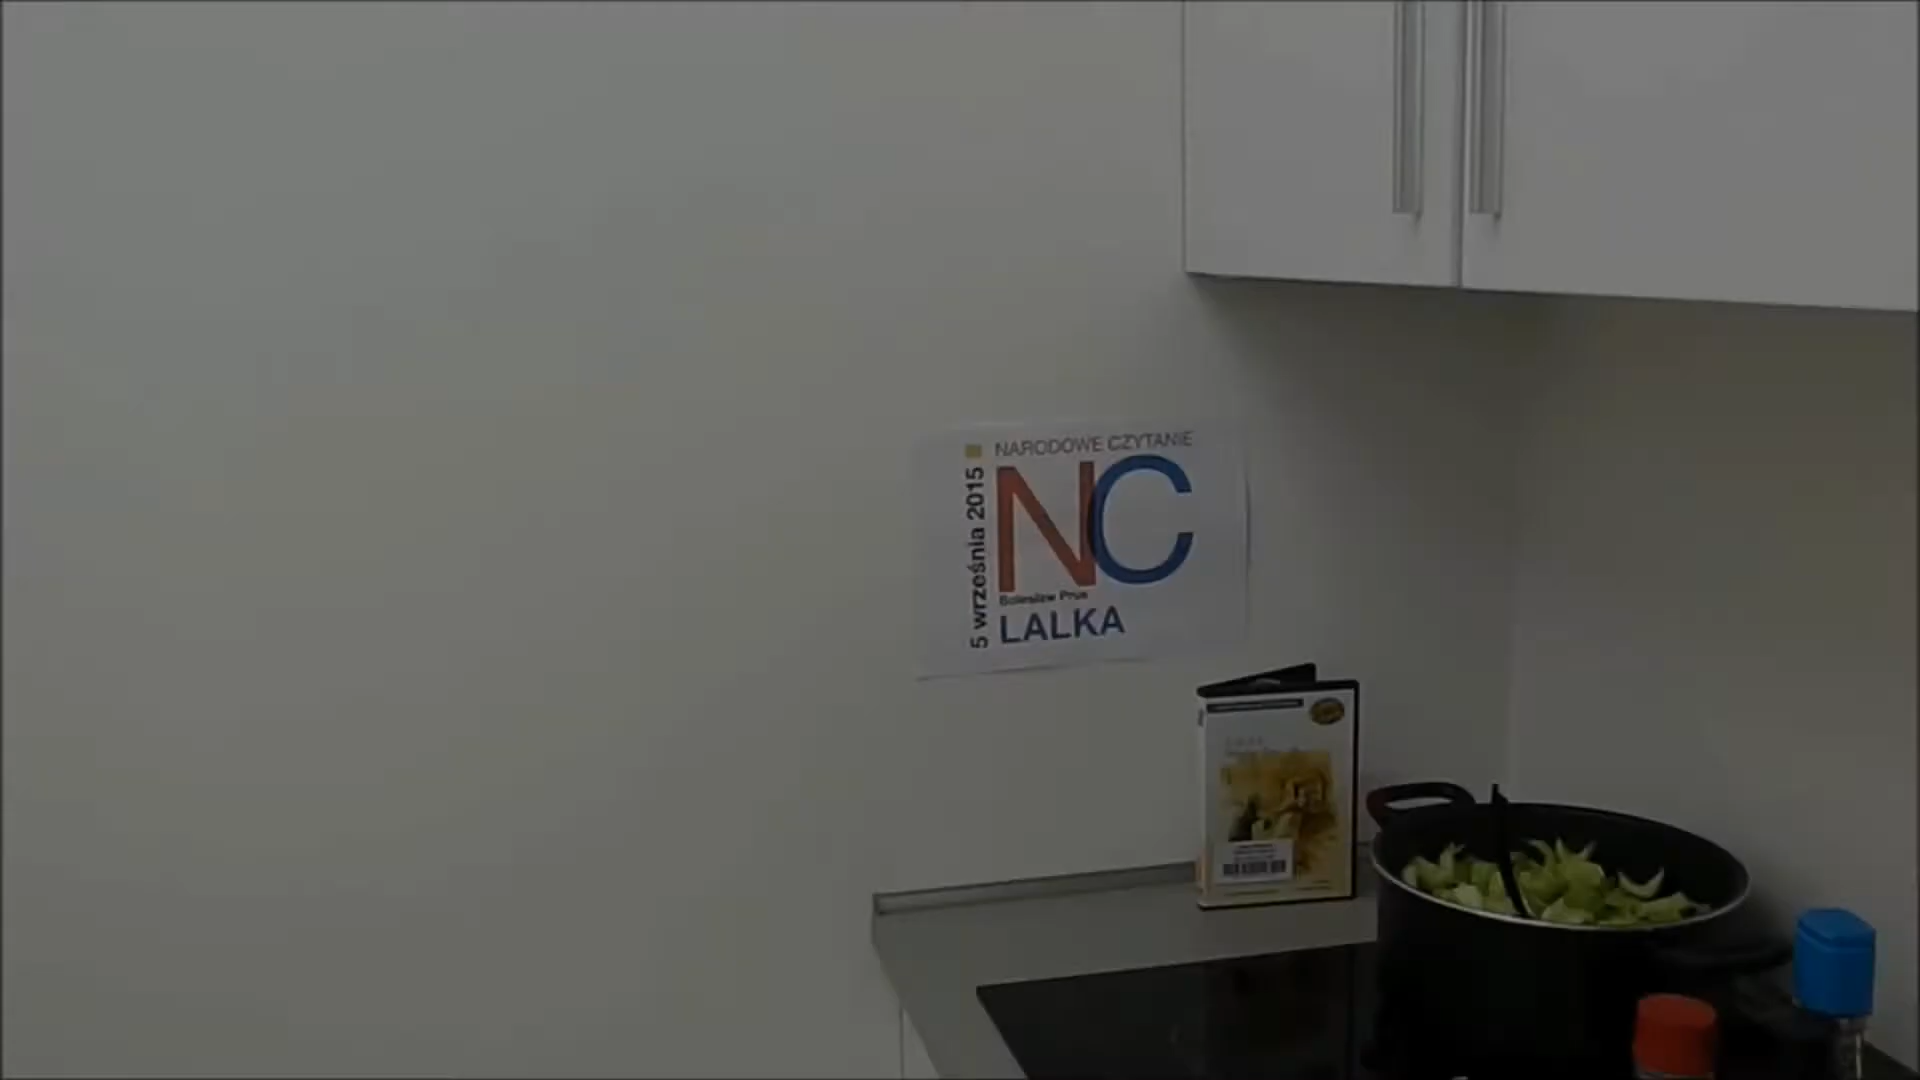 NARODOWE CZYTANIE
5 września 2015
NC
Bolesław Prus
LALKA